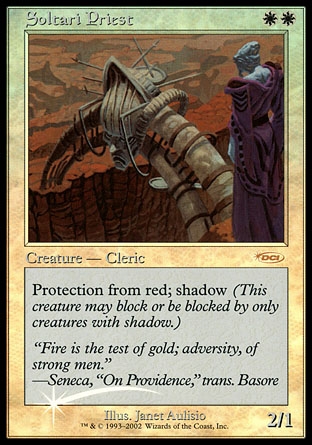 Soltari Priest
Creature — Cleric
DCI
Protection from red; shadow (This
creature may block or be blocked by only
creatures with shadow.)
"Fire is the test of gold; adversity, of
strong men."
—Seneca, "On Providence," trans. Basore
Illus. Janet Aulisio
™ & © 1993–2002 Wizards of the Coast, Inc.
2/1